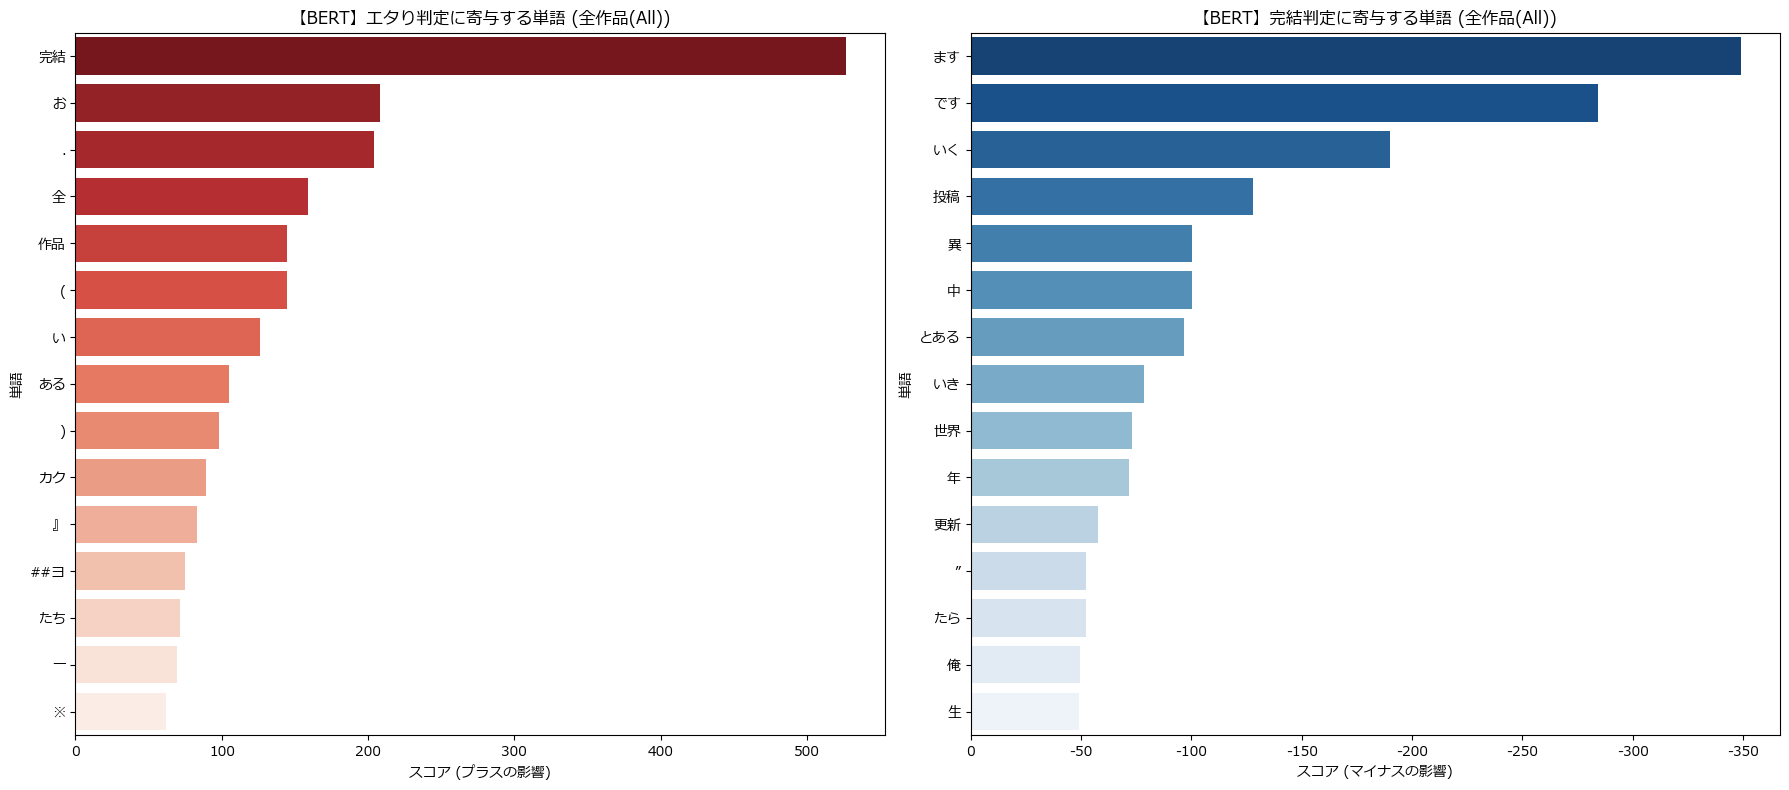 【BERT】エタり判定に寄与する単語 (全作品(All))
単語
完結
お
.
全
作品
(
い
ある
)
カク
』
##ヨ
たち
一
※
0 100 200 300 400 500
スコア (プラスの影響)
【BERT】完結判定に寄与する単語 (全作品(All))
単語
ます
です
いく
投稿
異
中
とある
いき
世界
年
更新
〃
たら
俺
生
0 -50 -100 -150 -200 -250 -300 -350
スコア (マイナスの影響)